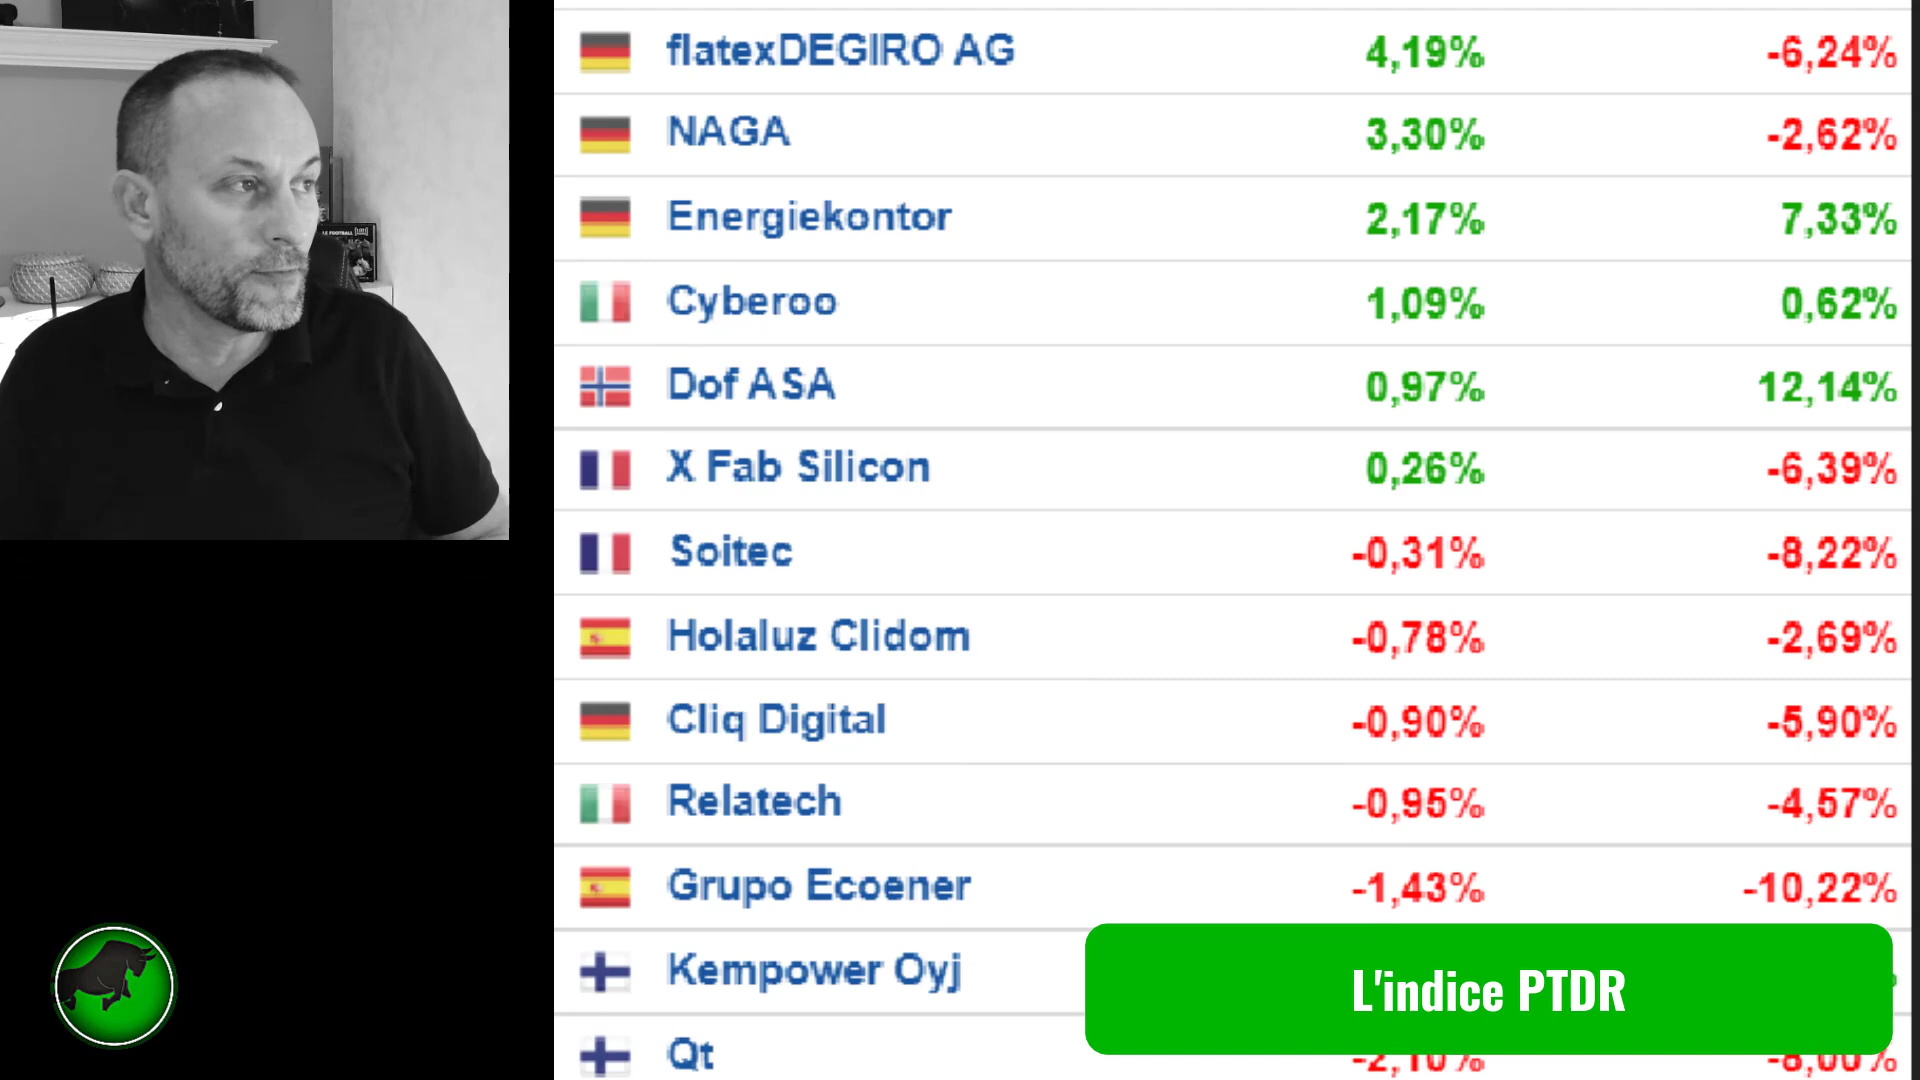 flatexDEGIRO AG 4,19% -6,24%
NAGA 3,30% -2,62%
Energiekontor 2,17% 7,33%
Cyberoo 1,09% 0,62%
Dof ASA 0,97% 12,14%
X Fab Silicon 0,26% -6,39%
Soitec -0,31% -8,22%
Holaluz Clidom -0,78% -2,69%
Cliq Digital -0,90% -5,90%
Relatech -0,95% -4,57%
Grupo Ecoener -1,43% -10,22%
Kempower Oyj
L'indice PTDR
Qt
LE FOOTBALL